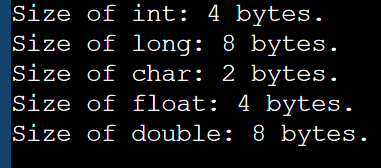 Size of int: 4 bytes.
Size of long: 8 bytes.
Size of char: 2 bytes.
Size of float: 4 bytes.
Size of double: 8 bytes.